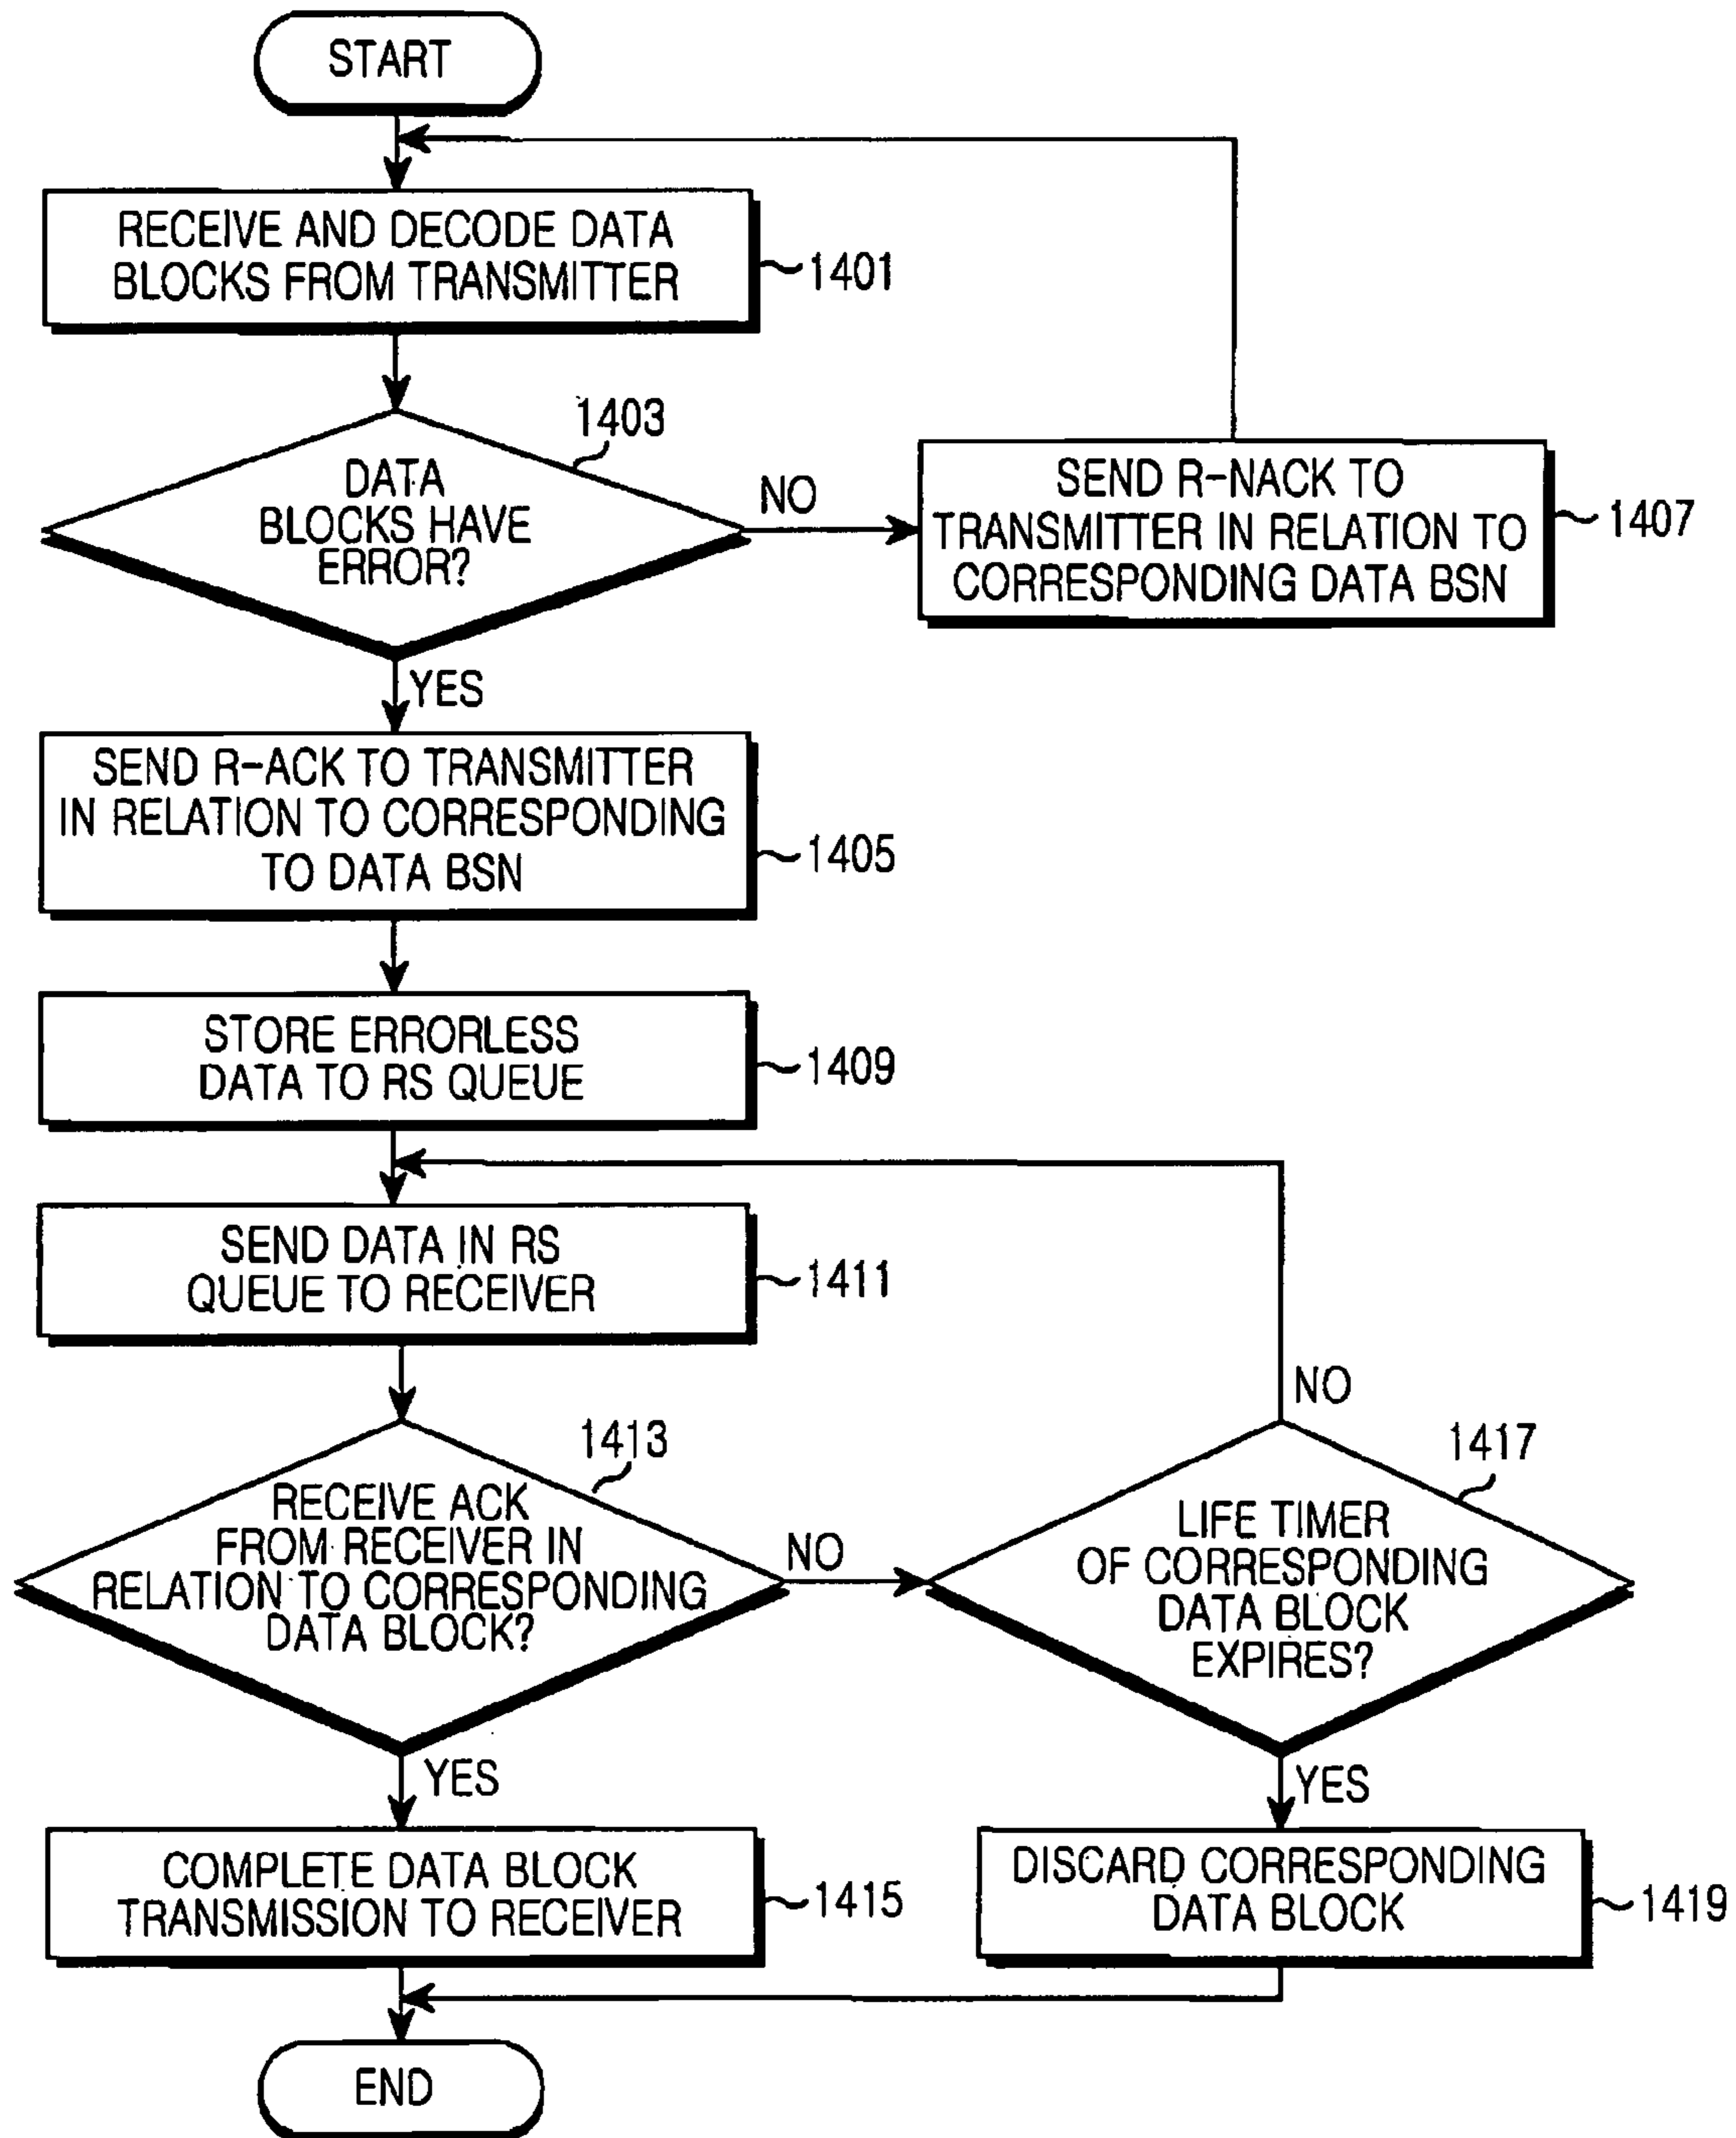 START
RECEIVE AND DECODE DATA
BLOCKS FROM TRANSMITTER
1401
1403
DATA
BLOCKS HAVE
ERROR?
NO
SEND R-NACK TO
TRANSMITTER IN RELATION TO
CORRESPONDING DATA BSN
1407
YES
SEND R-ACK TO TRANSMITTER
IN RELATION TO CORRESPONDING
TO DATA BSN
1405
STORE ERRORLESS
DATA TO RS QUEUE
1409
SEND DATA IN RS
QUEUE TO RECEIVER
1411
1413
RECEIVE ACK
FROM RECEIVER IN
RELATION TO CORRESPONDING
DATA BLOCK?
NO
NO
1417
LIFE TIMER
OF CORRESPONDING
DATA BLOCK
EXPIRES?
YES
YES
COMPLETE DATA BLOCK
TRANSMISSION TO RECEIVER
1415
DISCARD CORRESPONDING
DATA BLOCK
1419
END